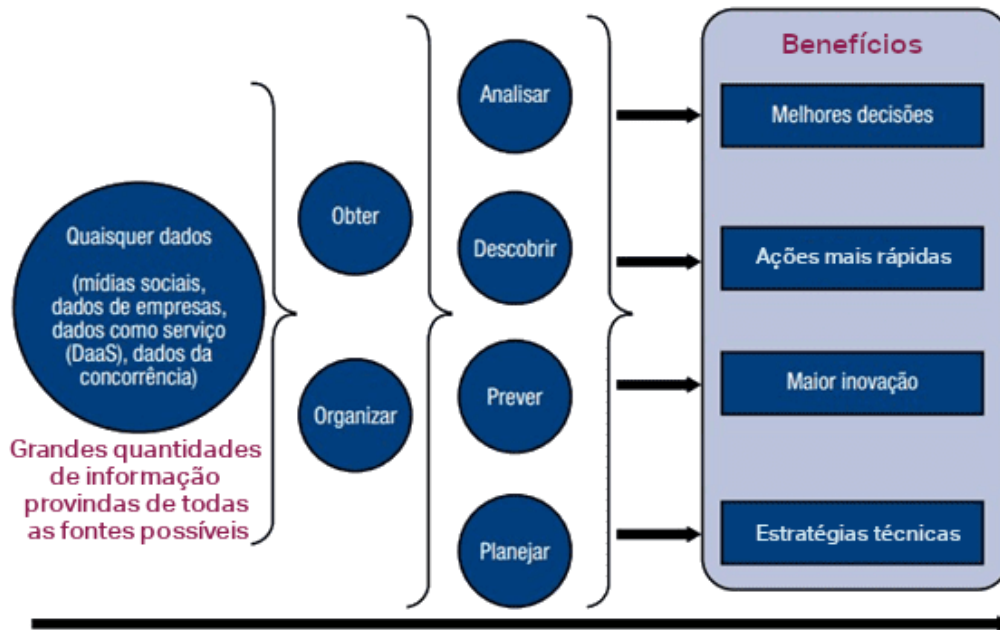 Quaisquer dados
(mídias sociais,
dados de empresas,
dados como serviço
(DaaS), dados da
concorrência)
Grandes quantidades
de informação
provindas de todas
as fontes possíveis
Obter
Organizar
Analisar
Descobrir
Prever
Planejar
Benefícios
Melhores decisões
Ações mais rápidas
Maior inovação
Estratégias técnicas